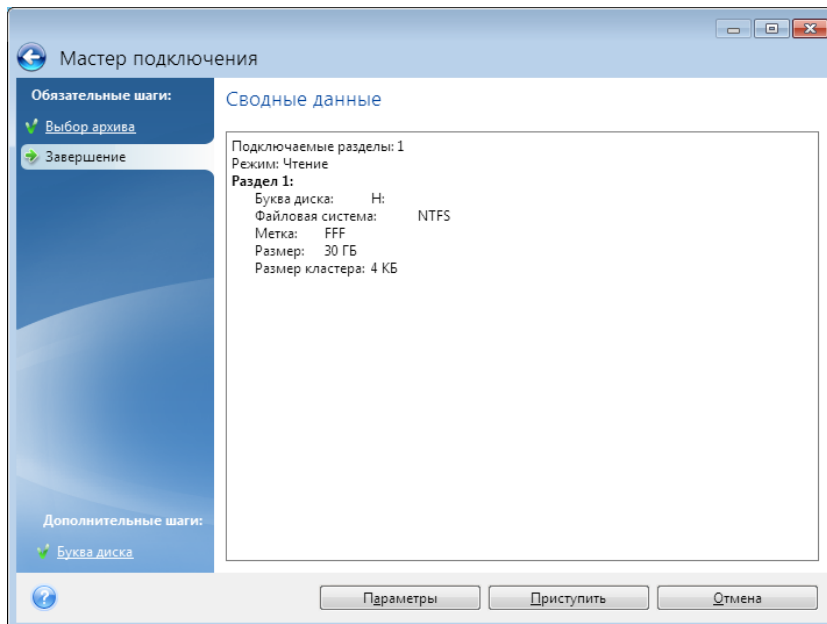 Мастер подключения
Обязательные шаги:
Выбор архива
Завершение
Дополнительные шаги:
Буква диска
Сводные данные
Подключаемые разделы: 1
Режим: Чтение
Раздел 1:
Буква диска: H:
Файловая система: NTFS
Метка: FFF
Размер: 30 ГБ
Размер кластера: 4 КБ
Параметры
Приступить
Отмена